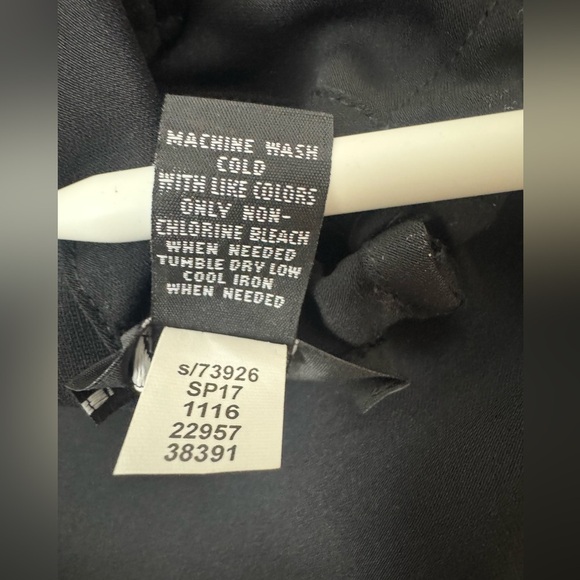 MACHINE WASH
COLD
WITH LIKE COLORS
ONLY NON-
CHLORINE BLEACH
WHEN NEEDED
TUMBLE DRY LOW
COOL IRON
WHEN NEEDED
s/73926
SP17
1116
22957
38391